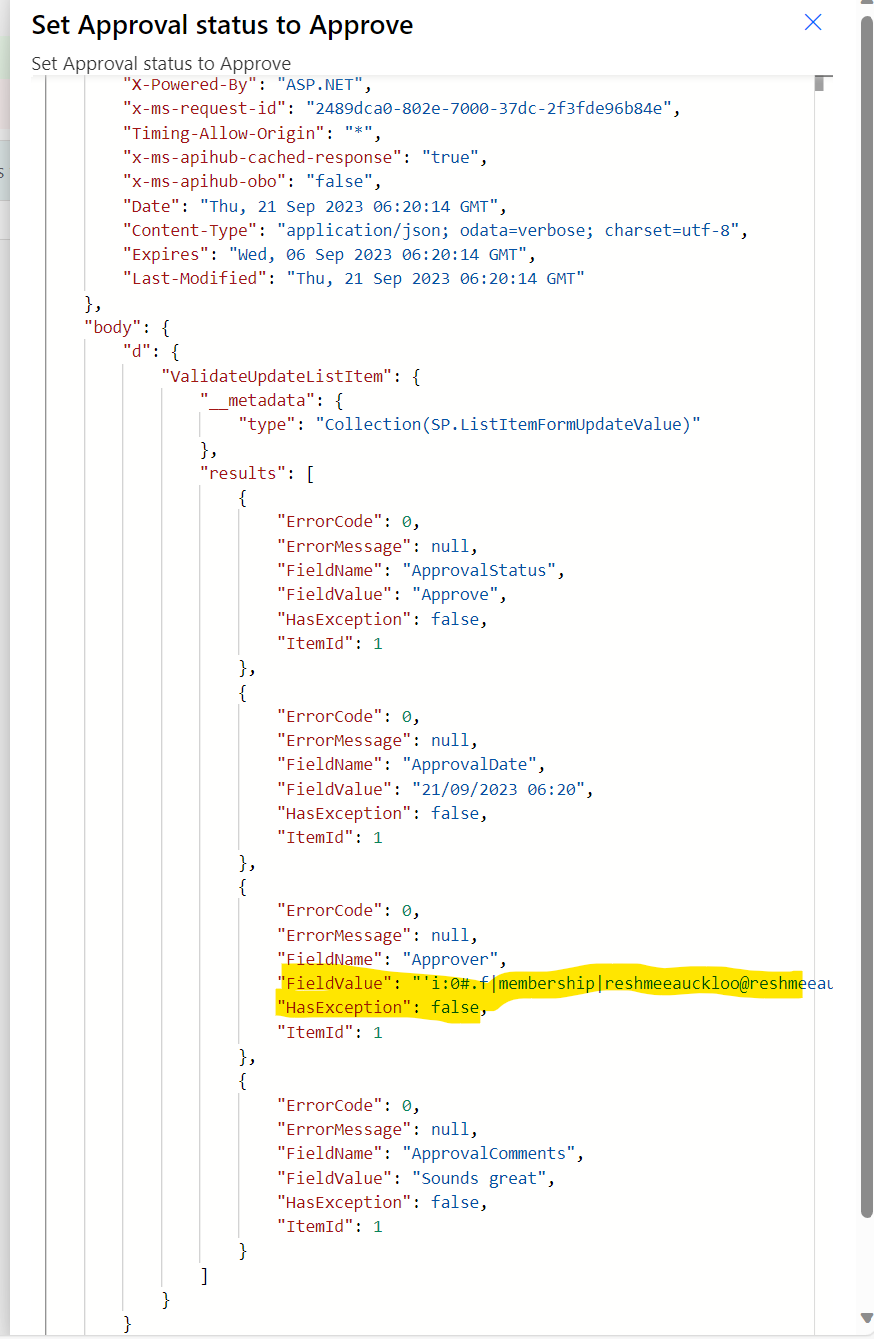 Set Approval status to Approve
Set Approval status to Approve
"X-Powered-By": "ASP.NET",
"x-ms-request-id": "2489dca0-802e-7000-37dc-2f3fde96b84e",
"Timing-Allow-Origin": "*",
"x-ms-apihub-cached-response": "true",
"x-ms-apihub-obo": "false",
"Date": "Thu, 21 Sep 2023 06:20:14 GMT",
"Content-Type": "application/json; odata=verbose; charset=utf-8",
"Expires": "Wed, 06 Sep 2023 06:20:14 GMT",
"Last-Modified": "Thu, 21 Sep 2023 06:20:14 GMT"
},
"body": {
"d": {
"ValidateUpdateListItem": {
"__metadata": {
"type": "Collection(SP.ListItemFormUpdateValue)"
},
"results": [
{
"ErrorCode": 0,
"ErrorMessage": null,
"FieldName": "ApprovalStatus",
"FieldValue": "Approve",
"HasException": false,
"ItemId": 1
},
{
"ErrorCode": 0,
"ErrorMessage": null,
"FieldName": "ApprovalDate",
"FieldValue": "21/09/2023 06:20",
"HasException": false,
"ItemId": 1
},
{
"ErrorCode": 0,
"ErrorMessage": null,
"FieldName": "Approver",
"FieldValue": "'i:0#.f|membership|reshmeeauckloo@reshmeeau
"HasException": false,
"ItemId": 1
},
{
"ErrorCode": 0,
"ErrorMessage": null,
"FieldName": "ApprovalComments",
"FieldValue": "Sounds great",
"HasException": false,
"ItemId": 1
}
]
}
}